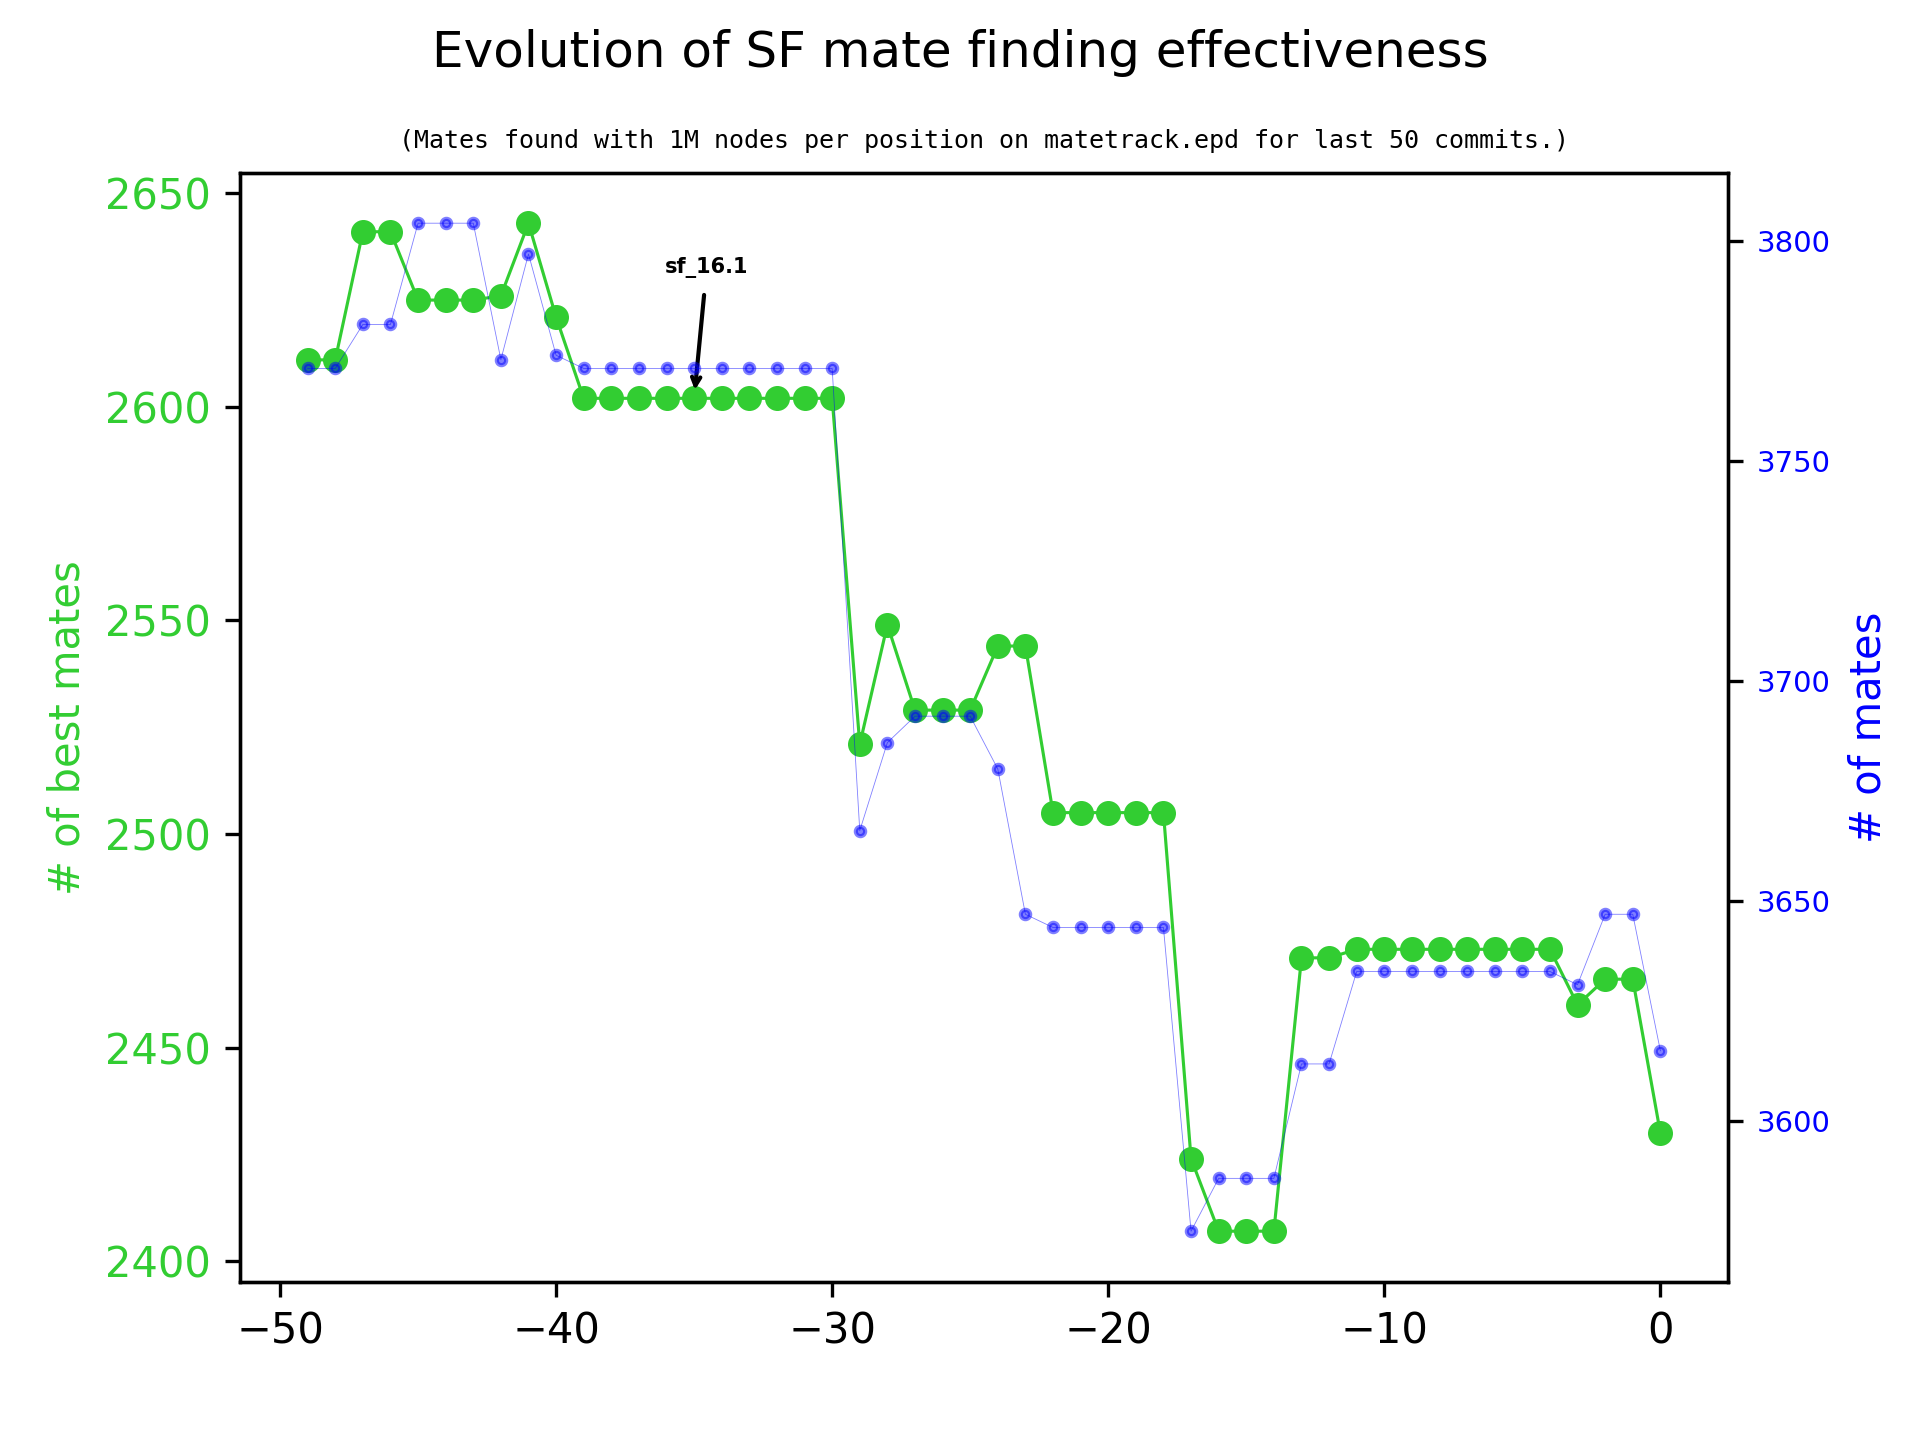 Evolution of SF mate finding effectiveness
(Mates found with 1M nodes per position on matetrack.epd for last 50 commits.)
# of best mates
2650
2600
2550
2500
2450
2400
sf_16.1
3800
3750
3700
3650
3600
# of mates
−50 −40 −30 −20 −10 0